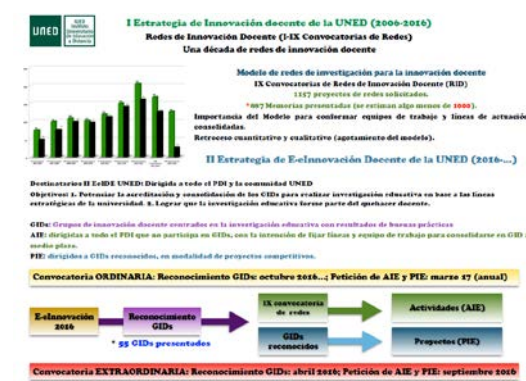 I Estrategia de Innovación docente de la UNED (2006-2016)
Redes de Innovación Docente (I-IX Convocatorias de Redes)
Una década de redes de innovación docente
UNED
Modelo de redes de investigación para la innovación docente
IX Convocatorias de Redes de Innovación Docente (RID)
1157 proyectos de redes solicitados.
*867 Memorias presentadas (se estiman algo menos de 1000).
Importancia del Modelo para conformar equipos de trabajo y líneas de actuación
consolidadas.
Retroceso cuantitativo y cualitativo (agotamiento del modelo).
II Estrategia de E-eInnovación Docente de la UNED (2016-...)
Destinatarios II EeIDE UNED: Dirigida a todo el PDI y la comunidad UNED
Objetivos: 1. Potenciar la acreditación y consolidación de los GIDs para realizar investigación educativa en base a las líneas
estratégicas de la universidad. 2. Lograr que la investigación educativa forme parte del quehacer docente.
GIDs: Grupos de innovación docente centrados en la investigación educativa con resultados de buenas prácticas
AIE: dirigidas a todo el PDI que no participa en GIDs, con la intención de fijar líneas y equipo de trabajo para consolidarse en GID a
medio plazo.
PIE: dirigidos a GIDs reconocidos, en modalidad de proyectos competitivos.
Convocatoria ORDINARIA: Reconocimiento GIDs: octubre 2016..; Petición de AIE y PIE: marzo 17 (anual)
E-eInnovación
2016
Reconocimiento
GIDs
* 55 GIDs presentados
IX convocatoria
de redes
Actividades (AIE)
GIDs
reconocidos
Proyectos (PIE)
Convocatoria EXTRAORDINARIA: Reconocimiento GIDs: abril 2016; Petición de AIE y PIE: septiembre 2016